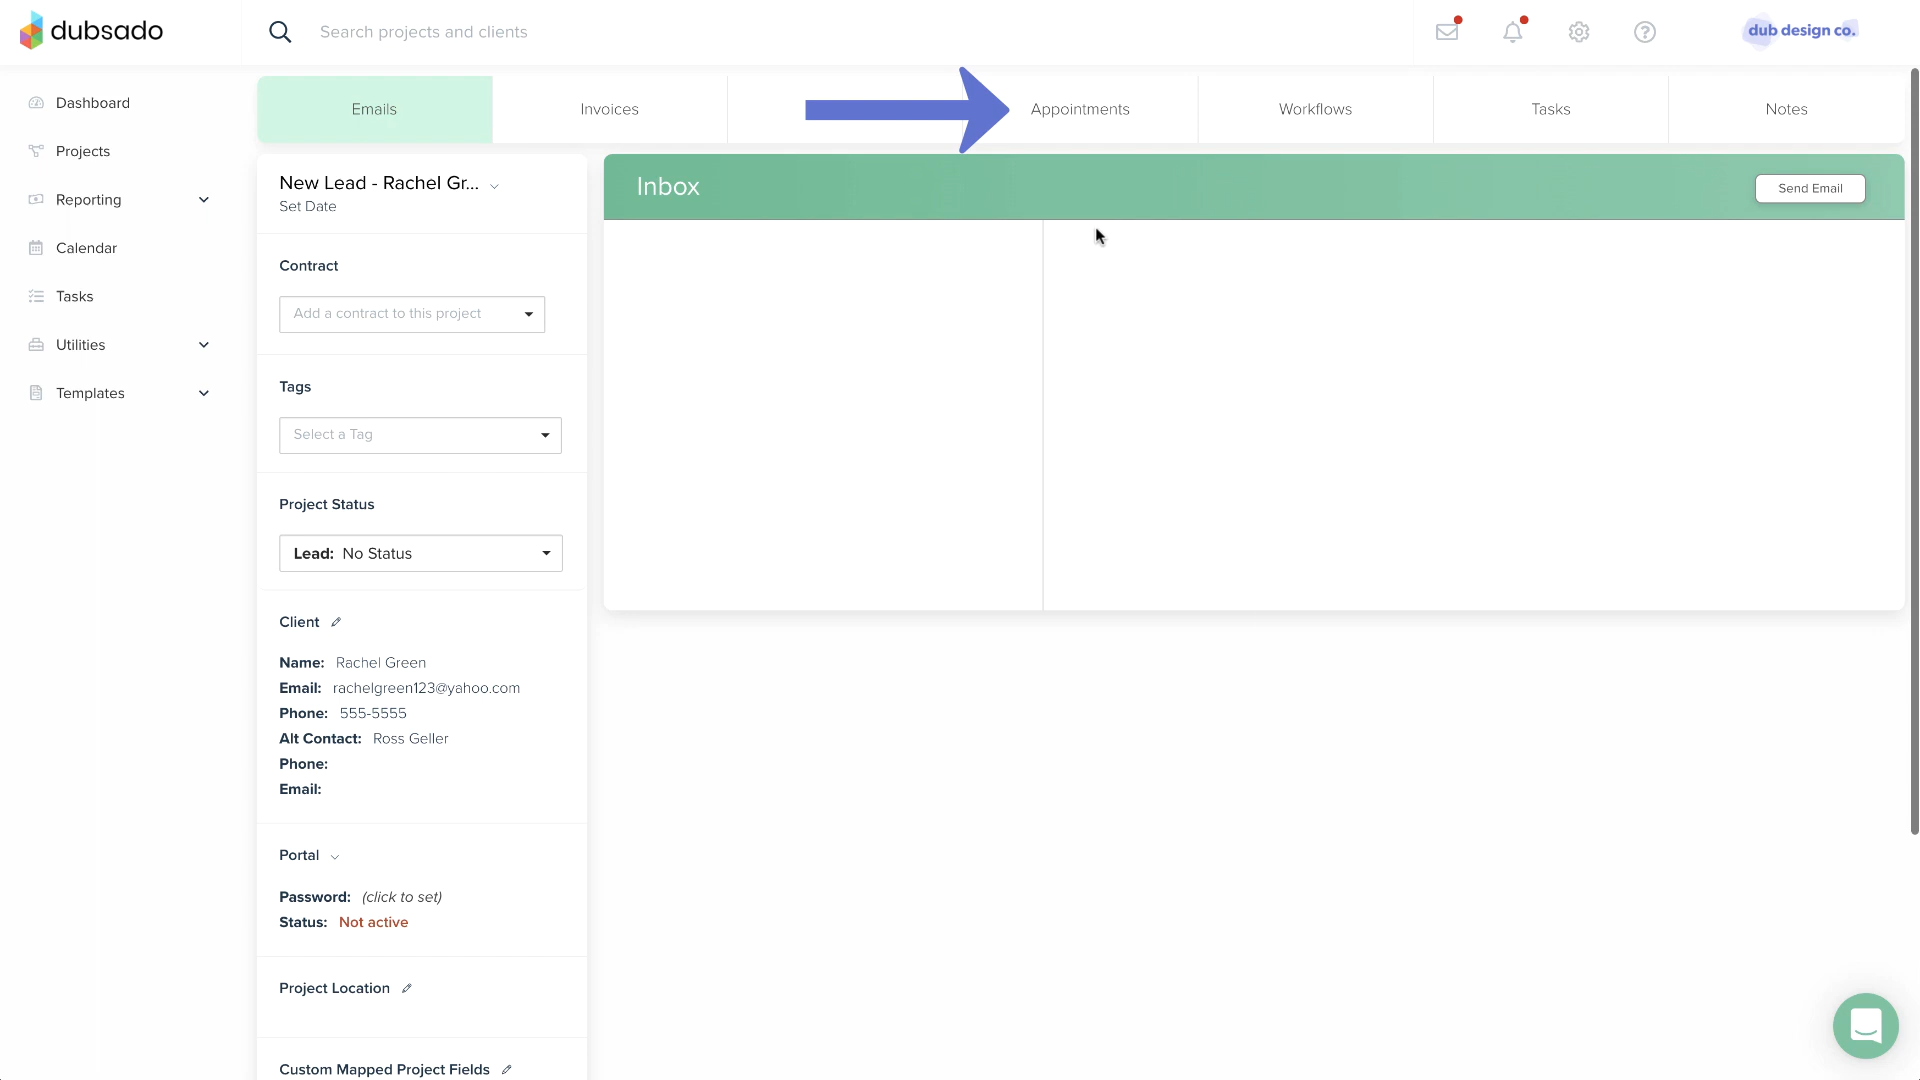 dubsado
Search projects and clients
dub design co.
Dashboard
Projects
Reporting
Calendar
Tasks
Utilities
Templates
Emails
Invoices
Appointments
Workflows
Tasks
Notes
New Lead - Rachel Gr...
Set Date
Contract
Add a contract to this project
Tags
Select a Tag
Project Status
Lead: No Status
Client
Name: Rachel Green
Email: rachelgreen123@yahoo.com
Phone: 555-5555
Alt Contact: Ross Geller
Phone:
Email:
Portal
Password: (click to set)
Status: Not active
Project Location
Custom Mapped Project Fields
Inbox
Send Email